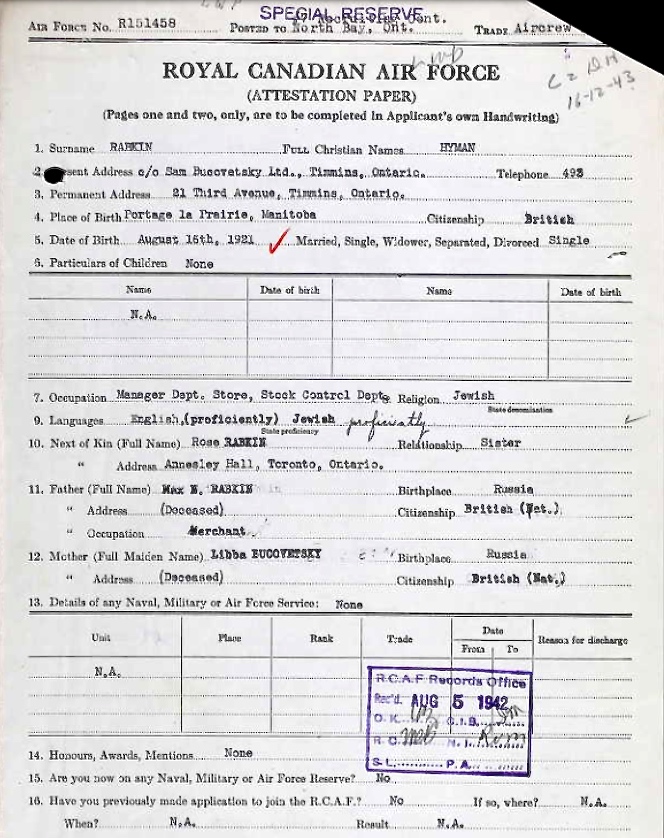 SPECIAL RESERVE
Ont.
AIR FORCE No. R151458 POSTED TO North Bay, Ont. TRADE Aircrew
16-12-43
ROYAL CANADIAN AIR FORCE
(ATTESTATION PAPER)
(Pages one and two, only, are to be completed in Applicant's own Handwriting)
1. Surname RABKIN FULL Christian Names HYMAN
2. sent Address c/o Sam Bucovetsky Ltd., Timmins, Ontario. Telephone 493
3. Permanent Address 21 Third Avenue, Timmins, Ontario.
4. Place of Birth Portage la Prairie, Manitoba Citizenship British
5. Date of Birth August 16th, 1921 Married, Single, Widower, Separated, Divorced Single
6. Particulars of Children None
Name Date of birth Name Date of birth
N.A.
7. Occupation Manager Dept. Store, Stock Control Dept. Religion Jewish
State denomination
9. Languages English,(proficiently) Jewish proficiently
State proficiency
10. Next of Kin (Full Name) Rose RABKIN Relationship Sister
" Address Annesley Hall, Toronto, Ontario.
11. Father (Full Name) Max N. RABKIN Birthplace Russia
" Address (Deceased) Citizenship British (Nat.)
" Occupation Merchant.
12. Mother (Full Maiden Name) Libba BUCOVETSKY Birthplace Russia
" Address (Deceased) Citizenship British (Nat.)
13. Details of any Naval, Military or Air Force Service: None
Unit Place Rank Trade Date From To Reason for discharge
N.A.
R.C.A.F Records Office
Rec'd. AUG 5 1942
O.K. C.I.B.
R.C. N.I.
S.L. P.A.
14. Honours, Awards, Mentions None
15. Are you now on any Naval, Military or Air Force Reserve? No
16. Have you previously made application to join the R.C.A.F.? No If so, where? N.A.
When? N.A. Result N.A.